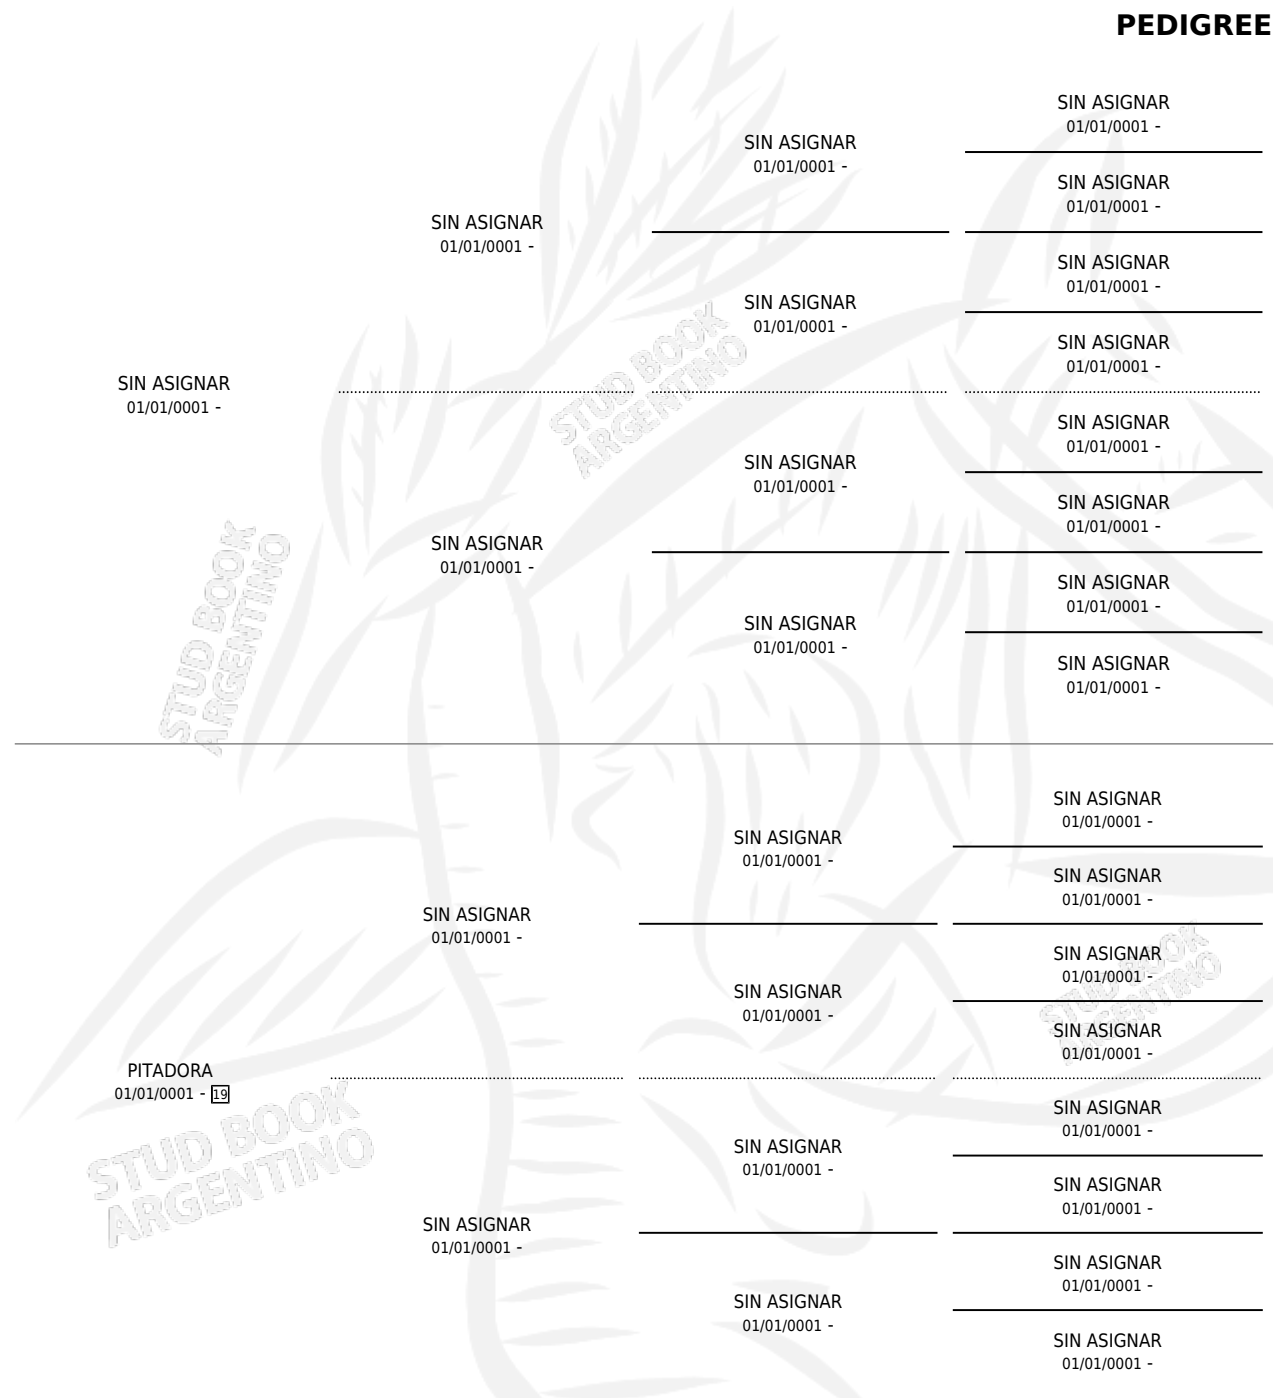 PEDIGREE
SIN ASIGNAR
01/01/0001 -
SIN ASIGNAR
01/01/0001 -
SIN ASIGNAR
01/01/0001 -
SIN ASIGNAR
01/01/0001 -
SIN ASIGNAR
01/01/0001 -
SIN ASIGNAR
01/01/0001 -
SIN ASIGNAR
01/01/0001 -
SIN ASIGNAR
01/01/0001 -
STUD BOOK
ARGENTINO
SIN ASIGNAR
01/01/0001 -
SIN ASIGNAR
01/01/0001 -
SIN ASIGNAR
01/01/0001 -
SIN ASIGNAR
01/01/0001 -
SIN ASIGNAR
01/01/0001 -
SIN ASIGNAR
01/01/0001 -
SIN ASIGNAR
01/01/0001 -
SIN ASIGNAR
01/01/0001 -
STUD BOOK
ARGENTINO
SIN ASIGNAR
01/01/0001 -
SIN ASIGNAR
01/01/0001 -
SIN ASIGNAR
01/01/0001 -
SIN ASIGNAR
01/01/0001 -
SIN ASIGNAR
01/01/0001 -
SIN ASIGNAR
01/01/0001 -
SIN ASIGNAR
01/01/0001 -
SIN ASIGNAR
01/01/0001 -
STUD BOOK
ARGENTINO
PITADORA
01/01/0001 - 19
STUD BOOK
ARGENTINO
SIN ASIGNAR
01/01/0001 -
SIN ASIGNAR
01/01/0001 -
SIN ASIGNAR
01/01/0001 -
SIN ASIGNAR
01/01/0001 -
SIN ASIGNAR
01/01/0001 -
SIN ASIGNAR
01/01/0001 -
SIN ASIGNAR
01/01/0001 -